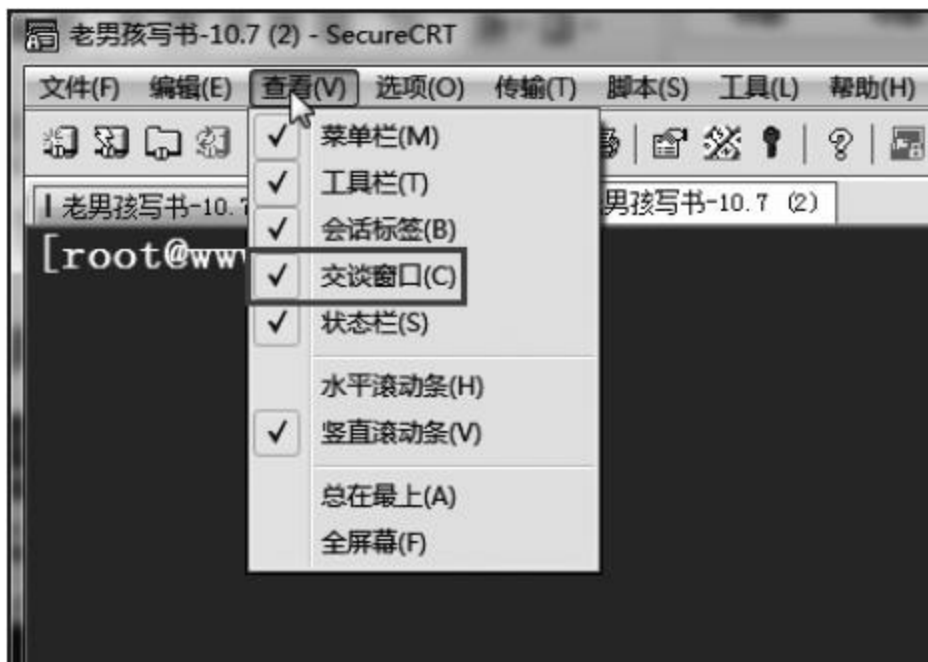 老男孩写书-10.7 (2) - SecureCRT
文件(F) 编辑(E) 查看(V) 选项(O) 传输(T) 脚本(S) 工具(L) 帮助(H)
老男孩写书-10.7 男孩写书-10.7 (2)
[root@ww
菜单栏(M)
工具栏(T)
会话标签(B)
交谈窗口(C)
状态栏(S)
水平滚动条(H)
竖直滚动条(V)
总在最上(A)
全屏幕(F)